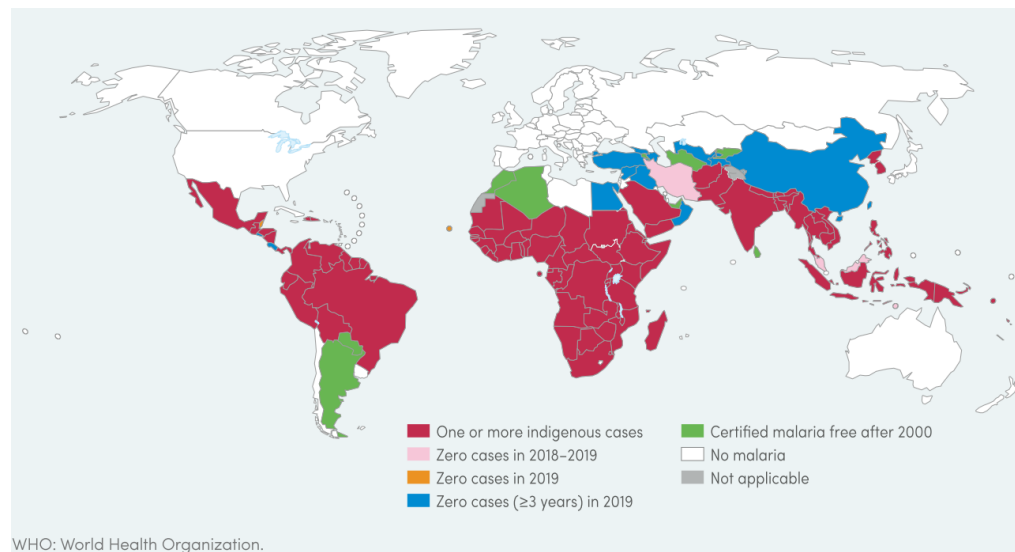 One or more indigenous cases
Zero cases in 2018–2019
Zero cases in 2019
Zero cases (≥3 years) in 2019
Certified malaria free after 2000
No malaria
Not applicable
WHO: World Health Organization.